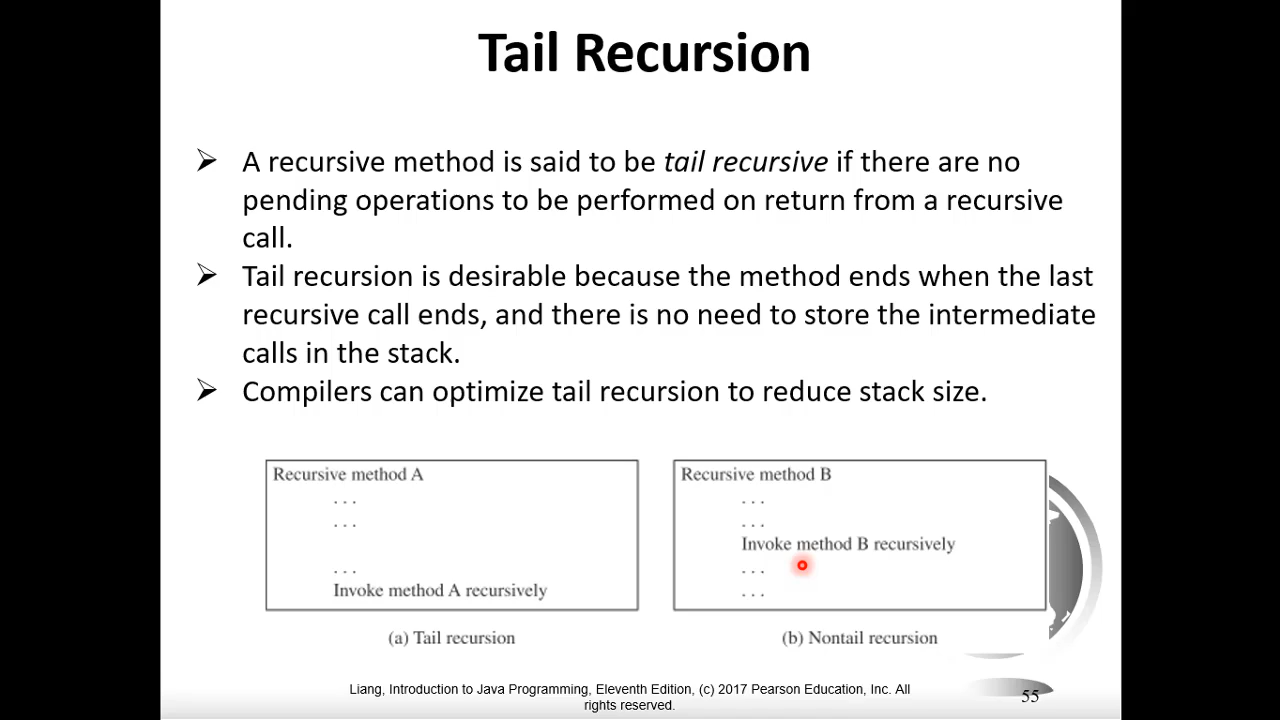 Tail Recursion
➢ A recursive method is said to be tail recursive if there are no
pending operations to be performed on return from a recursive
call.
➢ Tail recursion is desirable because the method ends when the last
recursive call ends, and there is no need to store the intermediate
calls in the stack.
➢ Compilers can optimize tail recursion to reduce stack size.
Recursive method A
. . .
. . .
. . .
Invoke method A recursively
(a) Tail recursion
Recursive method B
. . .
. . .
Invoke method B recursively
. . .
. . .
(b) Nontail recursion
Liang, Introduction to Java Programming, Eleventh Edition, (c) 2017 Pearson Education, Inc. All
rights reserved.
55